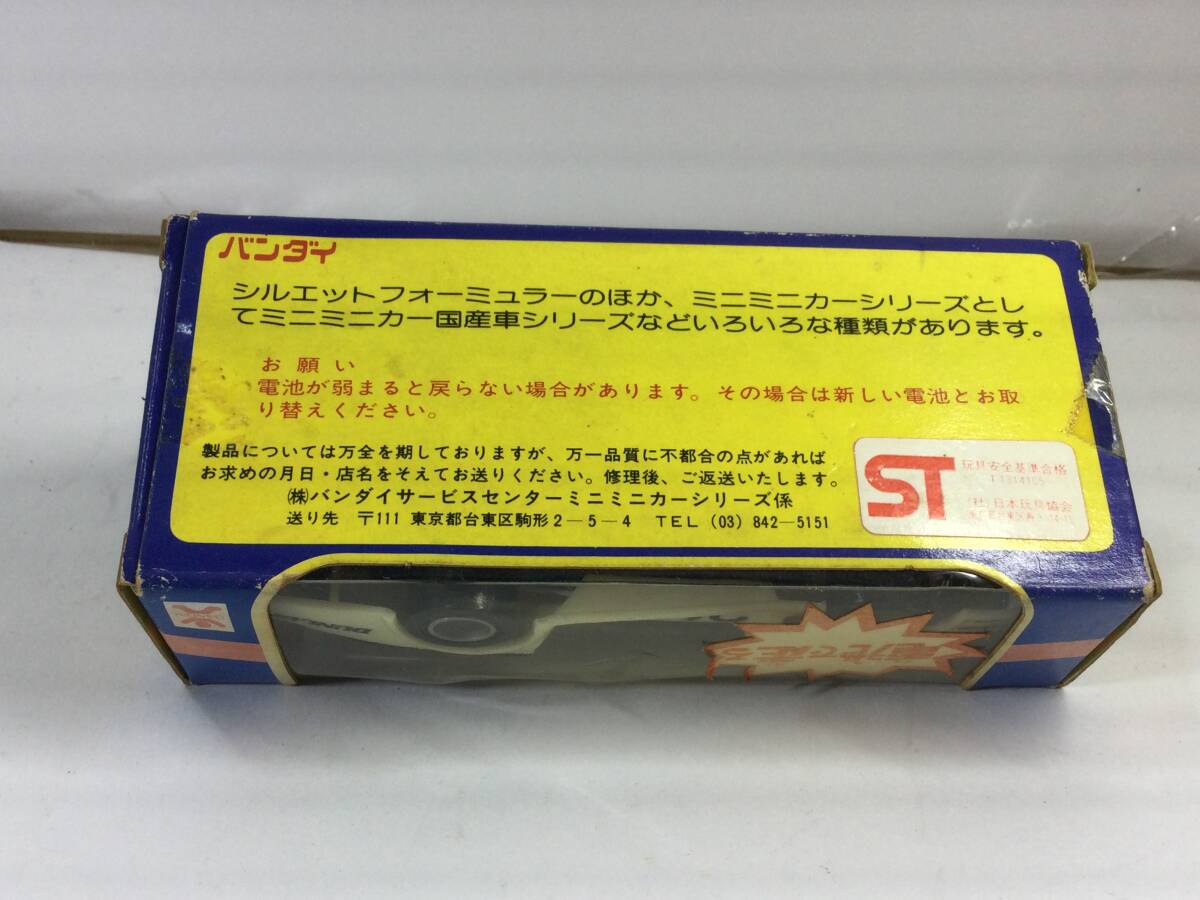 バンダイ
シルエットフォーミュラーのほか、ミニミニカーシリーズとし
てミニミニカー国産車シリーズなどいろいろな種類があります。
お願い
電池が弱まると戻らない場合があります。その場合は新しい電池とお取
り替えください。
製品については万全を期しておりますが、万一品質に不都合の点があれば
お求めの月日・店名をそえてお送りください。修理後、ご返送いたします。
㈱バンダイサービスセンターミニミニカーシリーズ係
送り先 〒111 東京都台東区駒形2−5−4 TEL (03) 842−5151
ST
玩具安全基準合格
(社)日本玩具協会
電池で走る